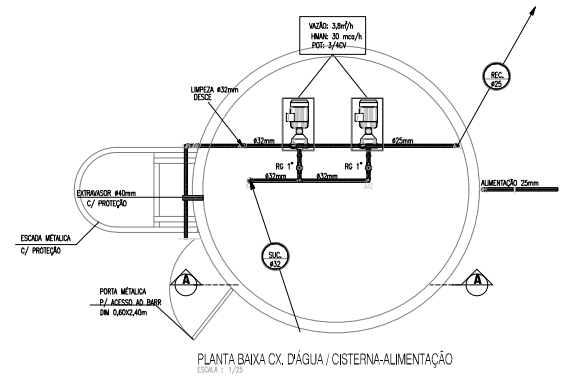 VAZÃO: 3,8m³/h
HMAN: 30 mca/h
POT: 3/4CV
REC.
ø25
LIMPEZA ø32mm
DESCE
ø32mm
ø25mm
RG 1"
RG 1"
ø32mm
ø32mm
ALIMENTAÇÃO 25mm
EXTRAVASOR ø40mm
C/ PROTEÇÃO
ESCADA METÁLICA
C/ PROTEÇÃO
SUC.
ø32
A
A
PORTA METÁLICA
P/ ACESSO AO BARR
DIM 0,60X2,40m
PLANTA BAIXA CX. D'ÁGUA / CISTERNA-ALIMENTAÇÃO
ESCALA : 1/25